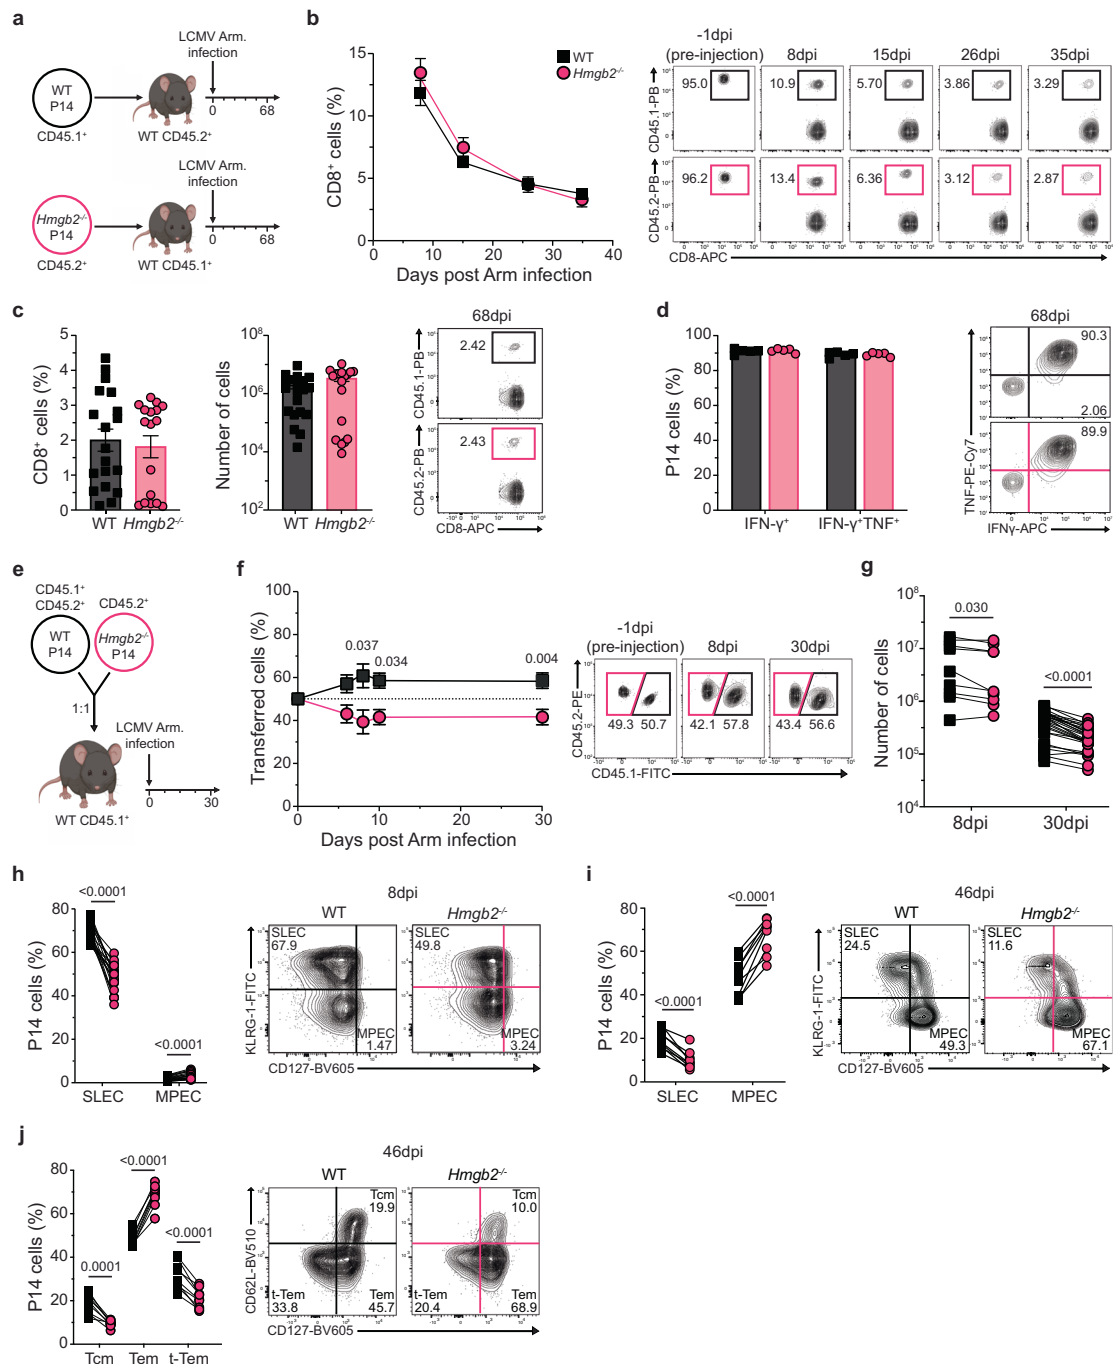 a
LCMV Arm.
infection
WT
P14
0 68
CD45.1⁺ WT CD45.2⁺
LCMV Arm.
infection
Hmgb2⁻/⁻
P14
0 68
CD45.2⁺ WT CD45.1⁺
b
CD8⁺ cells (%)
15
10
5
0
0 10 20 30 40
Days post Arm infection
WT
Hmgb2⁻/⁻
-1dpi
(pre-injection) 8dpi 15dpi 26dpi 35dpi
CD45.1-PB
95.0 10.9 5.70 3.86 3.29
CD45.2-PB
96.2 13.4 6.36 3.12 2.87
CD8-APC
c
CD8⁺ cells (%)
5
4
3
2
1
0
WT Hmgb2⁻/⁻
Number of cells
10⁸
10⁶
10⁴
10²
WT Hmgb2⁻/⁻
68dpi
CD45.1-PB
2.42
CD45.2-PB
2.43
CD8-APC
d
P14 cells (%)
100
80
60
40
20
0
IFN-γ⁺ IFN-γ⁺TNF⁺
68dpi
TNF-PE-Cy7
90.3
2.06
89.9
IFNγ-APC
e
CD45.1⁺
CD45.2⁺ CD45.2⁺
WT
P14
Hmgb2⁻/⁻
P14
1:1
LCMV Arm.
infection
0 30
WT CD45.1⁺
f
Transferred cells (%)
100
80
60
40
20
0
0.037
0.034
0.004
0 10 20 30
Days post Arm infection
-1dpi
(pre-injection) 8dpi 30dpi
CD45.2-PE
49.3 50.7 42.1 57.8 43.4 56.6
CD45.1-FITC
g
Number of cells
10⁸
10⁷
10⁶
10⁵
10⁴
0.030
<0.0001
8dpi 30dpi
h
P14 cells (%)
80
60
40
20
0
<0.0001
<0.0001
SLEC MPEC
8dpi
WT Hmgb2⁻/⁻
KLRG-1-FITC
SLEC
67.9
MPEC
1.47
SLEC
49.8
MPEC
3.24
CD127-BV605
i
P14 cells (%)
80
60
40
20
0
<0.0001
<0.0001
SLEC MPEC
46dpi
WT Hmgb2⁻/⁻
KLRG-1-FITC
SLEC
24.5
MPEC
49.3
SLEC
11.6
MPEC
67.1
CD127-BV605
j
P14 cells (%)
80
60
40
20
0
0.0001
<0.0001
<0.0001
Tcm Tem t-Tem
46dpi
WT Hmgb2⁻/⁻
CD62L-BV510
Tcm
19.9
t-Tem
33.8
Tem
45.7
Tcm
10.0
t-Tem
20.4
Tem
68.9
CD127-BV605